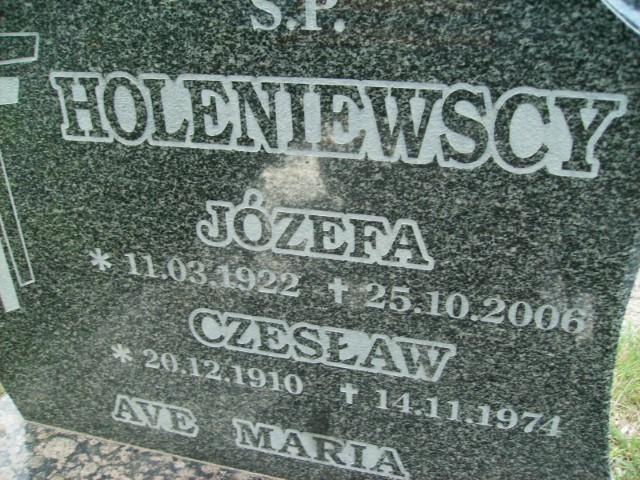 Ś.P.
HOLENIEWSCY
JÓZEFA
* 11.03.1922 ✝ 25.10.2006
CZESŁAW
* 20.12.1910 ✝ 14.11.1974
AVE MARIA